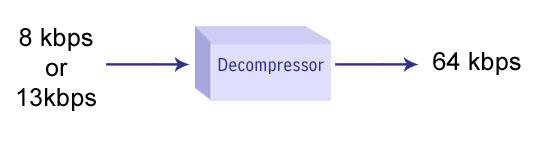 8 kbps
or
13kbps
Decompressor
64 kbps